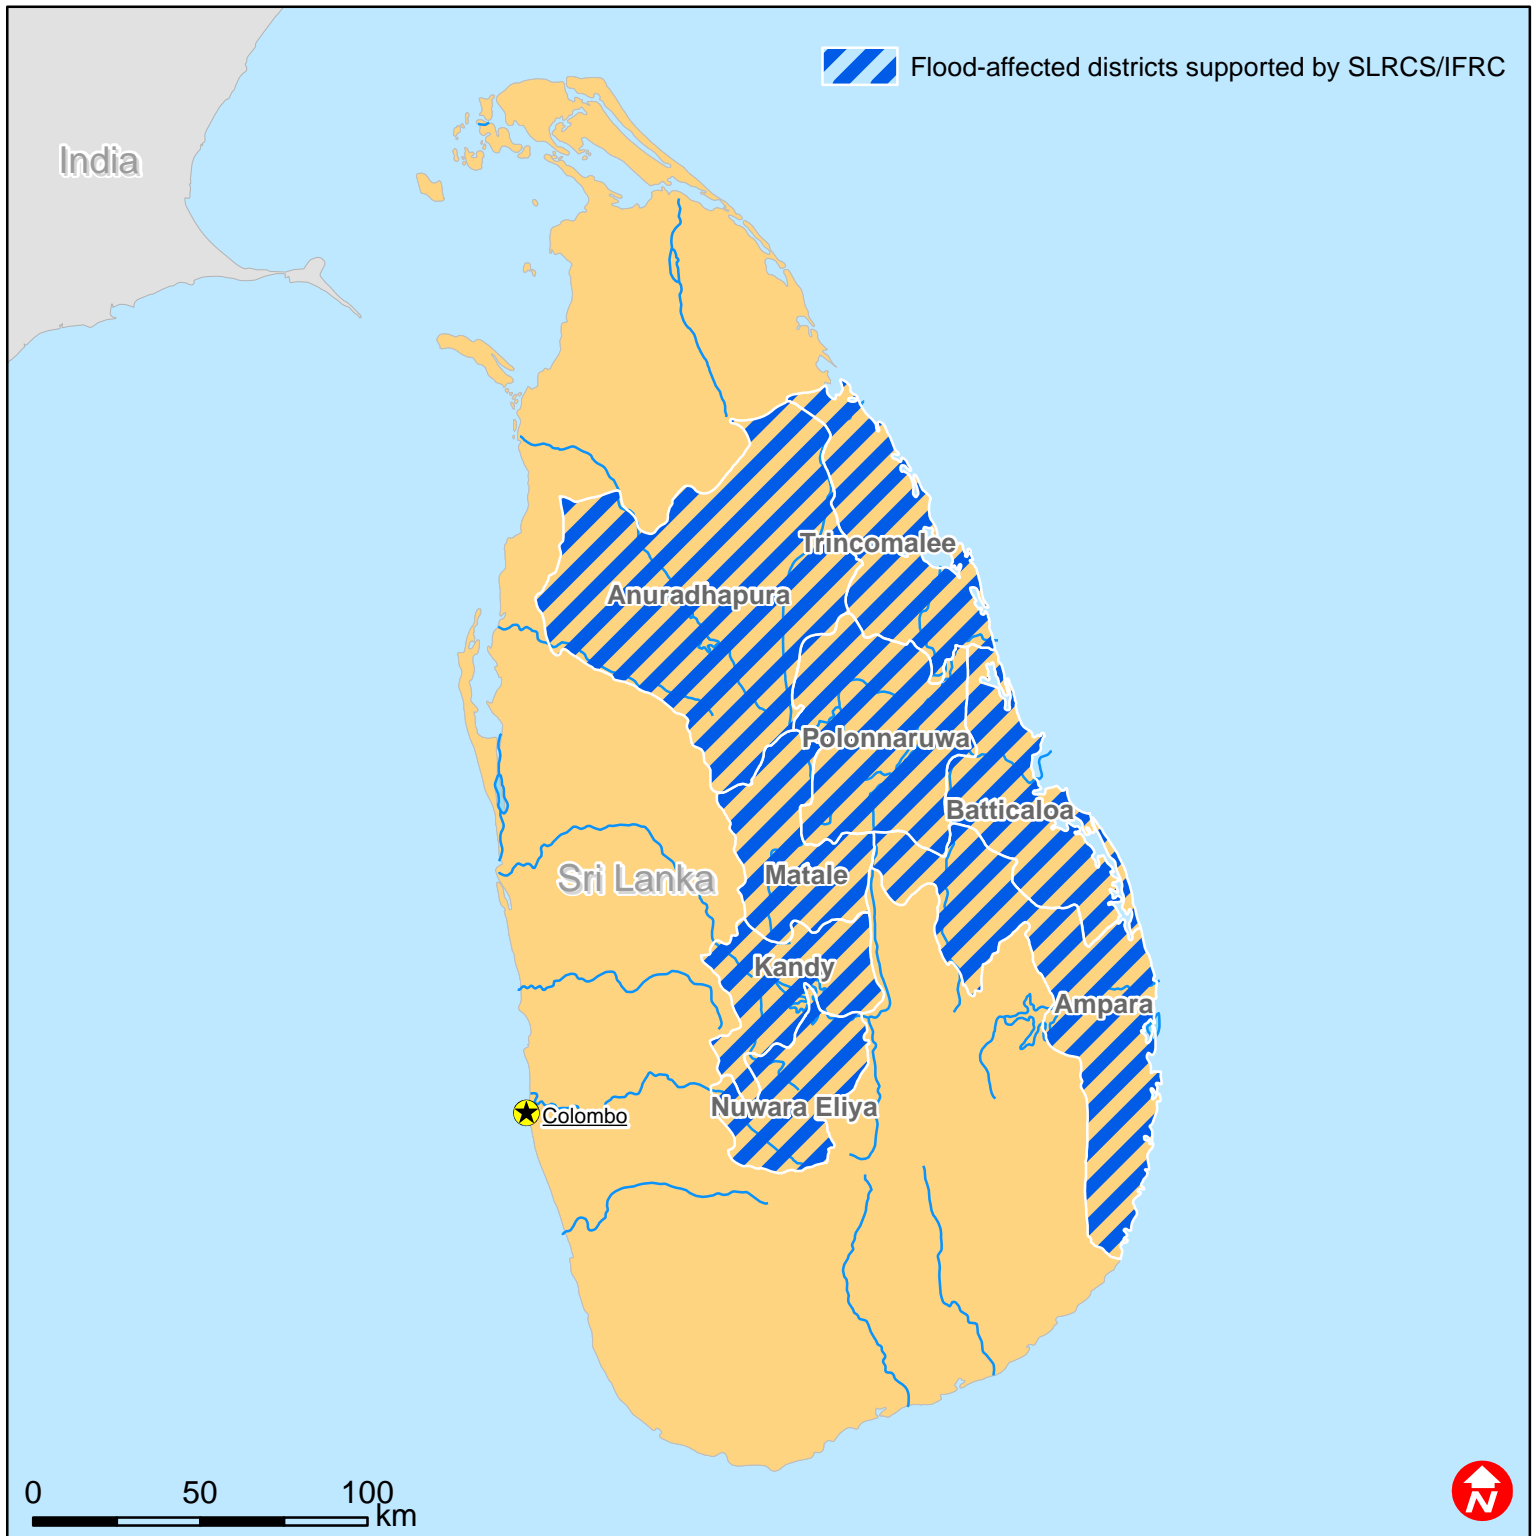 Flood-affected districts supported by SLRCS/IFRC
India
Trincomalee
Anuradhapura
Polonnaruwa
Batticaloa
Matale
Sri Lanka
Kandy
Ampara
Nuwara Eliya
Colombo
0 50 100
km
N